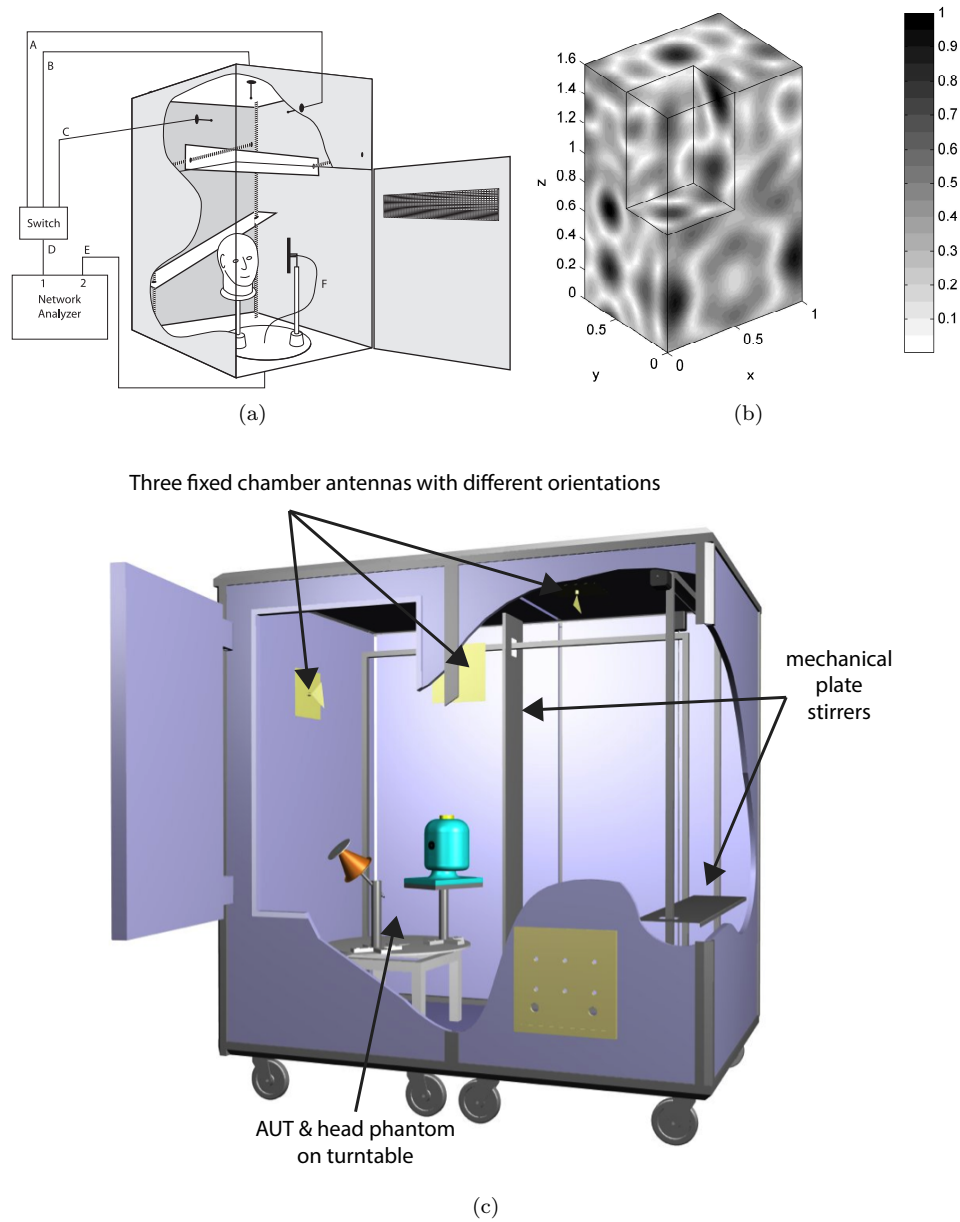 A
B
C
Switch
D
E
1
2
Network
Analyzer
F
(a)
1.6
1.4
1.2
1
0.8
0.6
0.4
0.2
0
z
0.5
0
y
0
0.5
1
x
1
0.9
0.8
0.7
0.6
0.5
0.4
0.3
0.2
0.1
(b)
Three fixed chamber antennas with different orientations
mechanical
plate
stirrers
AUT & head phantom
on turntable
(c)